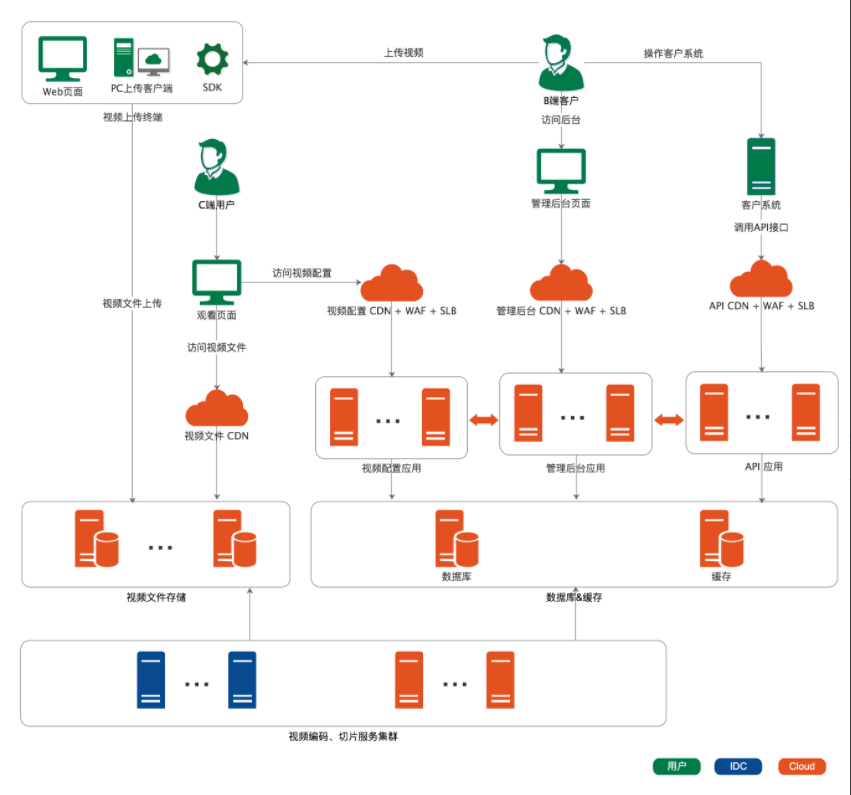 上传视频
操作客户系统
Web页面
PC上传客户端
SDK
B端客户
视频上传终端
访问后台
C端用户
管理后台页面
客户系统
调用API接口
访问视频配置
视频文件上传
观看页面
视频配置 CDN + WAF + SLB
管理后台 CDN + WAF + SLB
API CDN + WAF + SLB
访问视频文件
视频文件 CDN
视频配置应用
管理后台应用
API 应用
数据库
缓存
视频文件存储
数据库&缓存
视频编码、切片服务集群
用户
IDC
Cloud